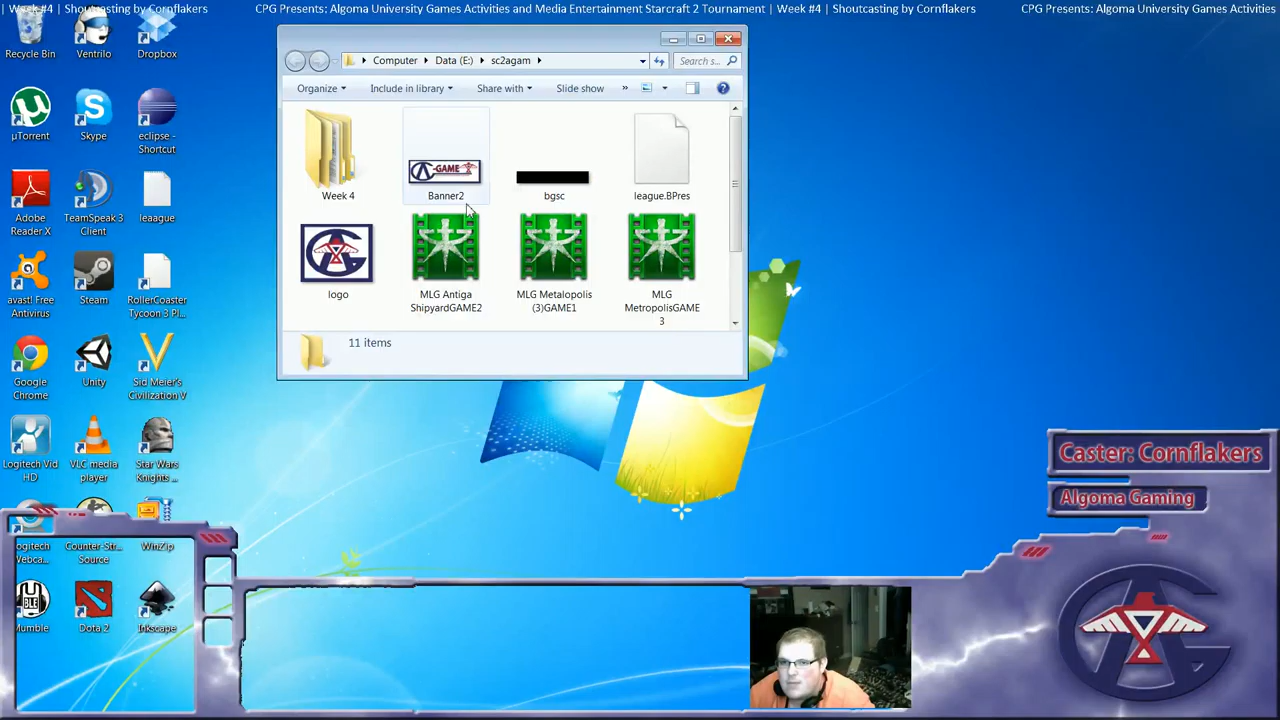 | Week #4 | Shoutcasting by Cornflakers
CPG Presents: Algoma University Games Activities and Media Entertainment Starcraft 2 Tournament | Week #4 | Shoutcasting by Cornflakers
CPG Presents: Algoma University Games Activities
Recycle Bin
Ventrilo
Dropbox
µTorrent
Skype
eclipse -
Shortcut
Adobe
Reader X
TeamSpeak 3
Client
leaague
avast! Free
Antivirus
Steam
RollerCoaster
Tycoon 3 Pl...
Google
Chrome
Unity
Sid Meier's
Civilization V
Logitech Vid
HD
VLC media
player
Star Wars
Knights ...
ogitech
Webca...
Counter-Str...
Source
WinZip
Mumble
Dota 2
Inkscape
Computer
Data (E:)
sc2agam
Search s...
Organize
Include in library
Share with
Slide show
»
Week 4
-GAME
Banner2
bgsc
league.BPres
logo
MLG Antiga
ShipyardGAME2
MLG Metalopolis
(3)GAME1
MLG
MetropolisGAME
3
11 items
Caster: Cornflakers
Algoma Gaming